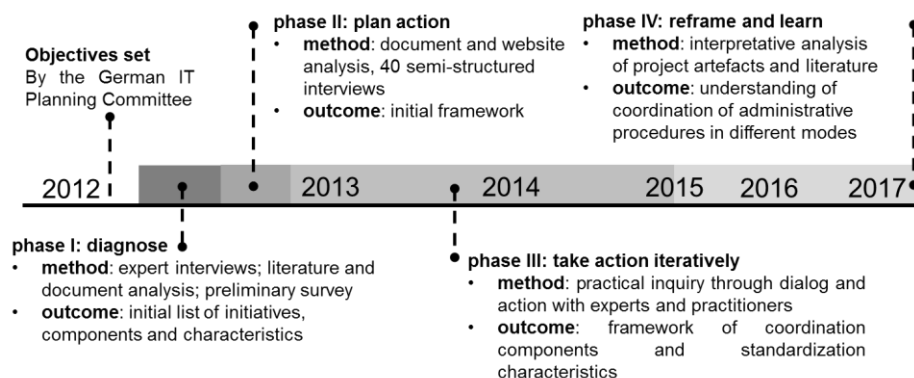 Objectives set
By the German IT
Planning Committee
phase II: plan action
• method: document and website
analysis, 40 semi-structured
interviews
• outcome: initial framework
phase IV: reframe and learn
• method: interpretative analysis
of project artefacts and literature
• outcome: understanding of
coordination of administrative
procedures in different modes
2012 2013 2014 2015 2016 2017
phase I: diagnose
• method: expert interviews; literature and
document analysis; preliminary survey
• outcome: initial list of initiatives,
components and characteristics
phase III: take action iteratively
• method: practical inquiry through dialog and
action with experts and practitioners
• outcome: framework of coordination
components and standardization
characteristics